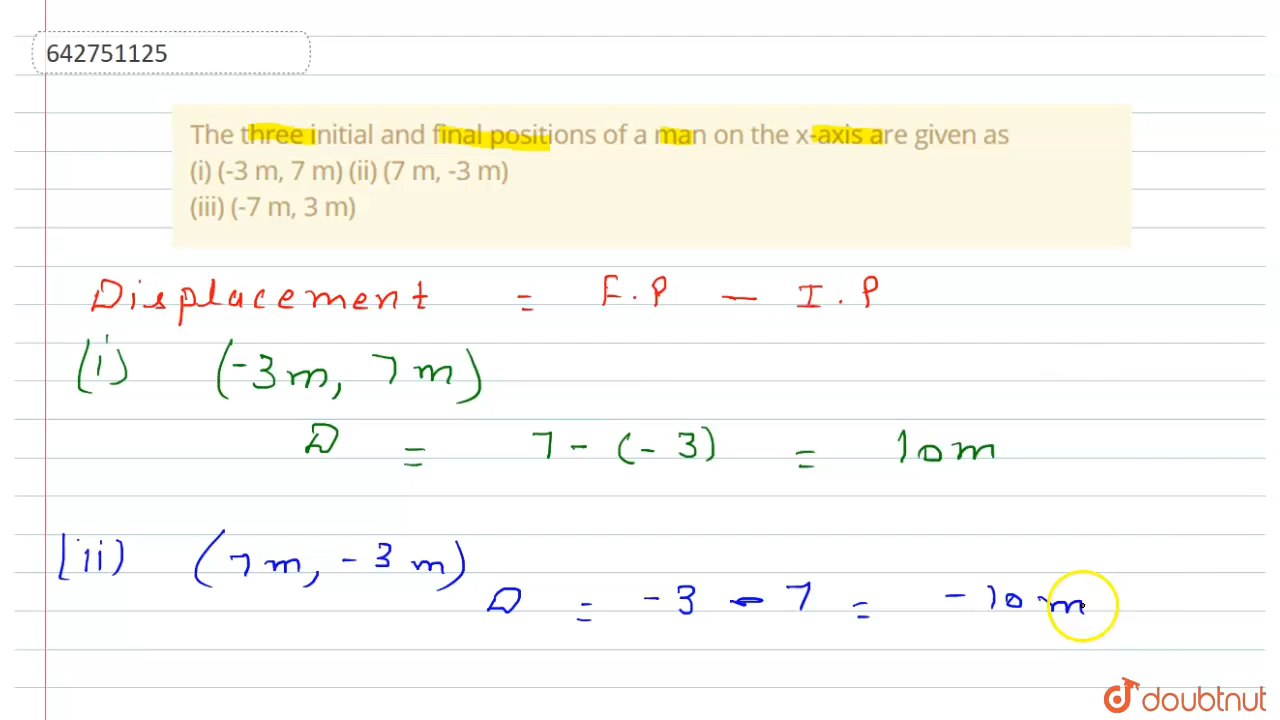 642751125
The three initial and final positions of a man on the x-axis are given as
(i) (-3 m, 7 m) (ii) (7 m, -3 m)
(iii) (-7 m, 3 m)
Displacement = F.P - I.P
(i) (-3m, 7m)
D = 7 - (-3) = 10m
(ii) (7m, -3m)
D = -3 - 7 = -10m
doubtnut